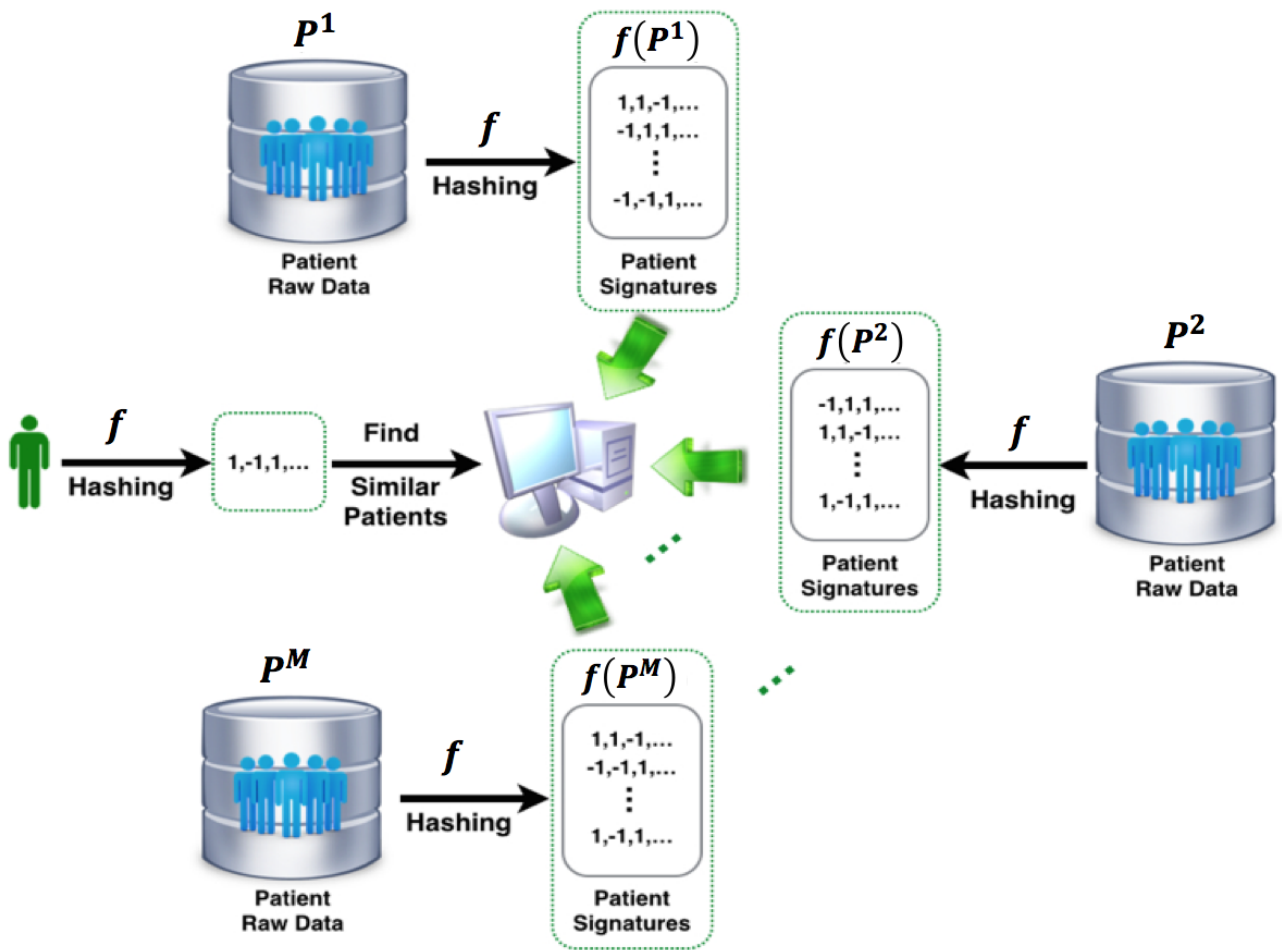 P¹
f(P¹)
1,1,-1,...
-1,1,1,...
⋮
-1,-1,1,...
f
Hashing
Patient
Raw Data
Patient
Signatures
f(P²)
P²
-1,1,1,...
1,1,-1,...
⋮
1,-1,1,...
f
Hashing
Patient
Signatures
Patient
Raw Data
f
Hashing
1,-1,1,...
Find
Similar
Patients
P^M
f(P^M)
1,1,-1,...
-1,-1,1,...
⋮
1,-1,1,...
f
Hashing
Patient
Raw Data
Patient
Signatures